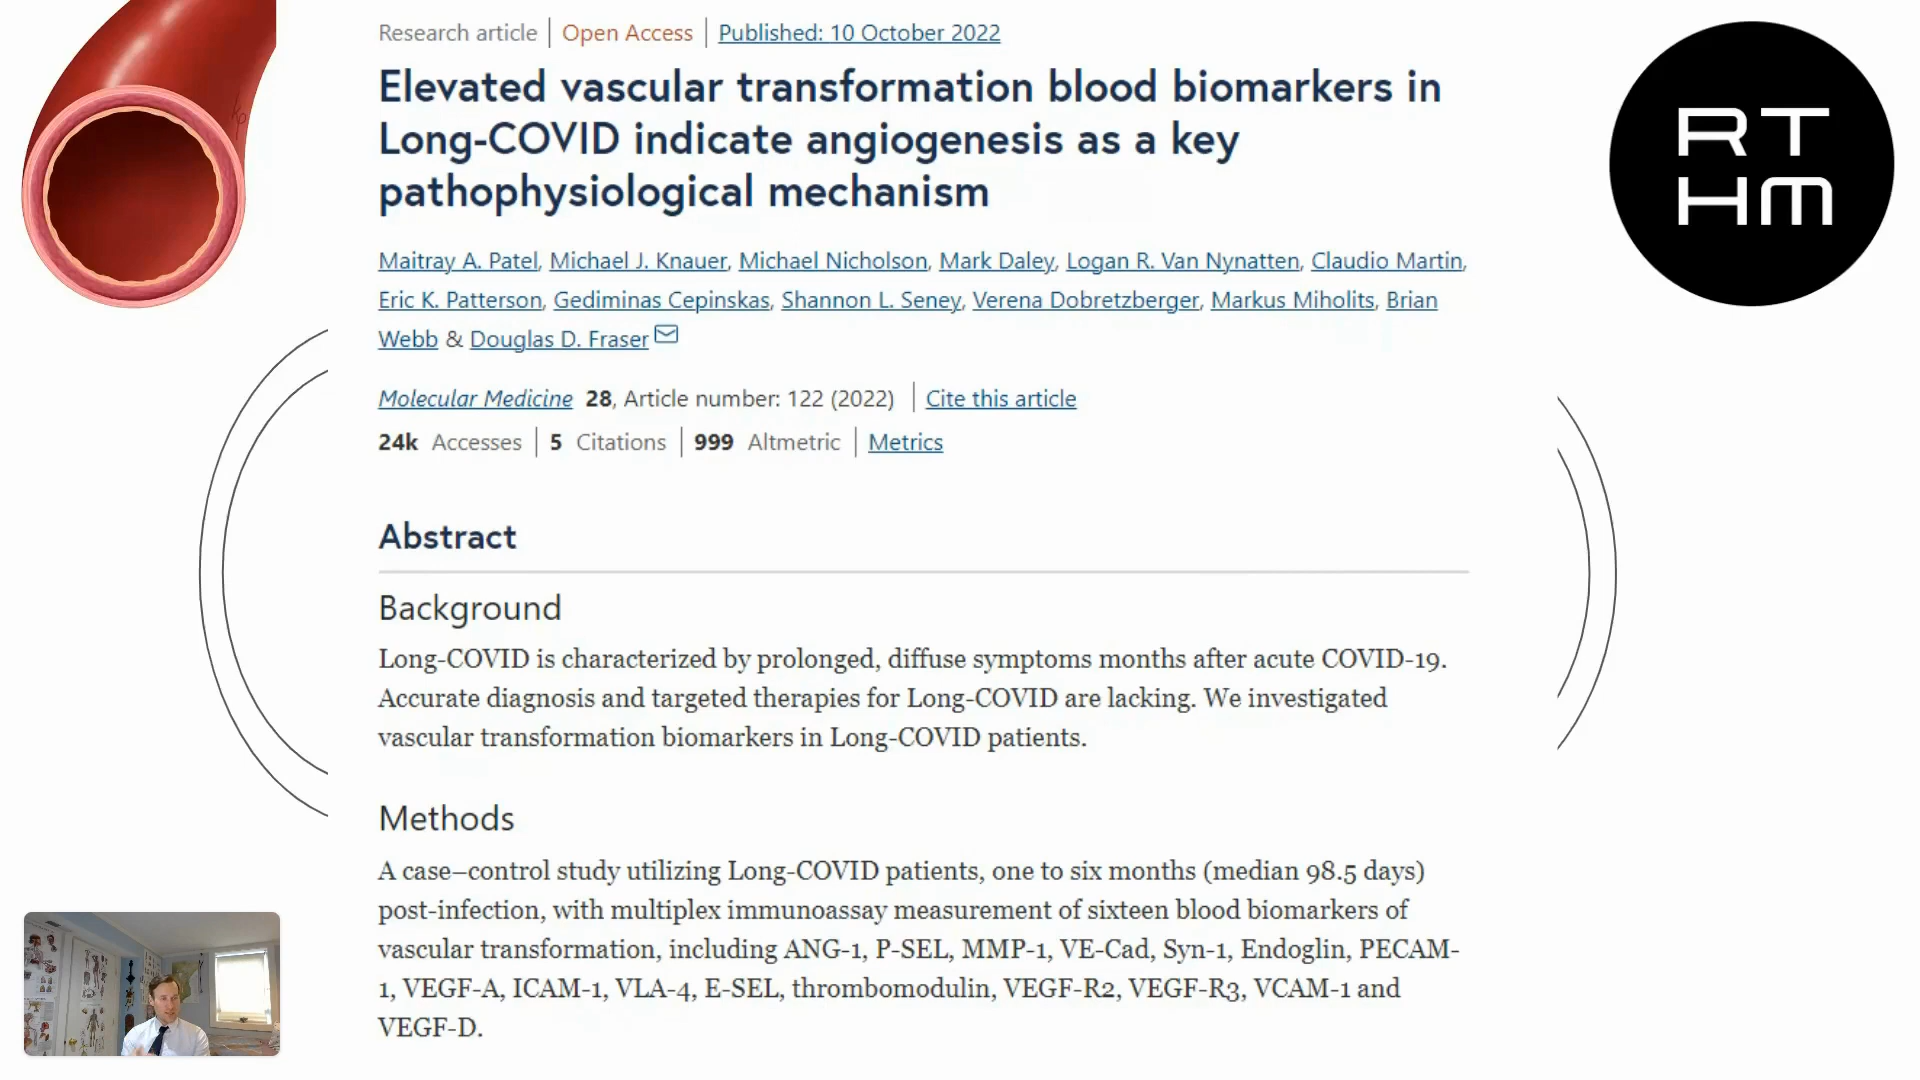 Research article | Open Access | Published: 10 October 2022
Elevated vascular transformation blood biomarkers in
Long-COVID indicate angiogenesis as a key
pathophysiological mechanism
Maitray A. Patel, Michael J. Knauer, Michael Nicholson, Mark Daley, Logan R. Van Nynatten, Claudio Martin,
Eric K. Patterson, Gediminas Cepinskas, Shannon L. Seney, Verena Dobretzberger, Markus Miholits, Brian
Webb & Douglas D. Fraser
Molecular Medicine 28, Article number: 122 (2022) | Cite this article
24k Accesses | 5 Citations | 999 Altmetric | Metrics
Abstract
Background
Long-COVID is characterized by prolonged, diffuse symptoms months after acute COVID-19.
Accurate diagnosis and targeted therapies for Long-COVID are lacking. We investigated
vascular transformation biomarkers in Long-COVID patients.
Methods
A case–control study utilizing Long-COVID patients, one to six months (median 98.5 days)
post-infection, with multiplex immunoassay measurement of sixteen blood biomarkers of
vascular transformation, including ANG-1, P-SEL, MMP-1, VE-Cad, Syn-1, Endoglin, PECAM-
1, VEGF-A, ICAM-1, VLA-4, E-SEL, thrombomodulin, VEGF-R2, VEGF-R3, VCAM-1 and
VEGF-D.
RT
HM